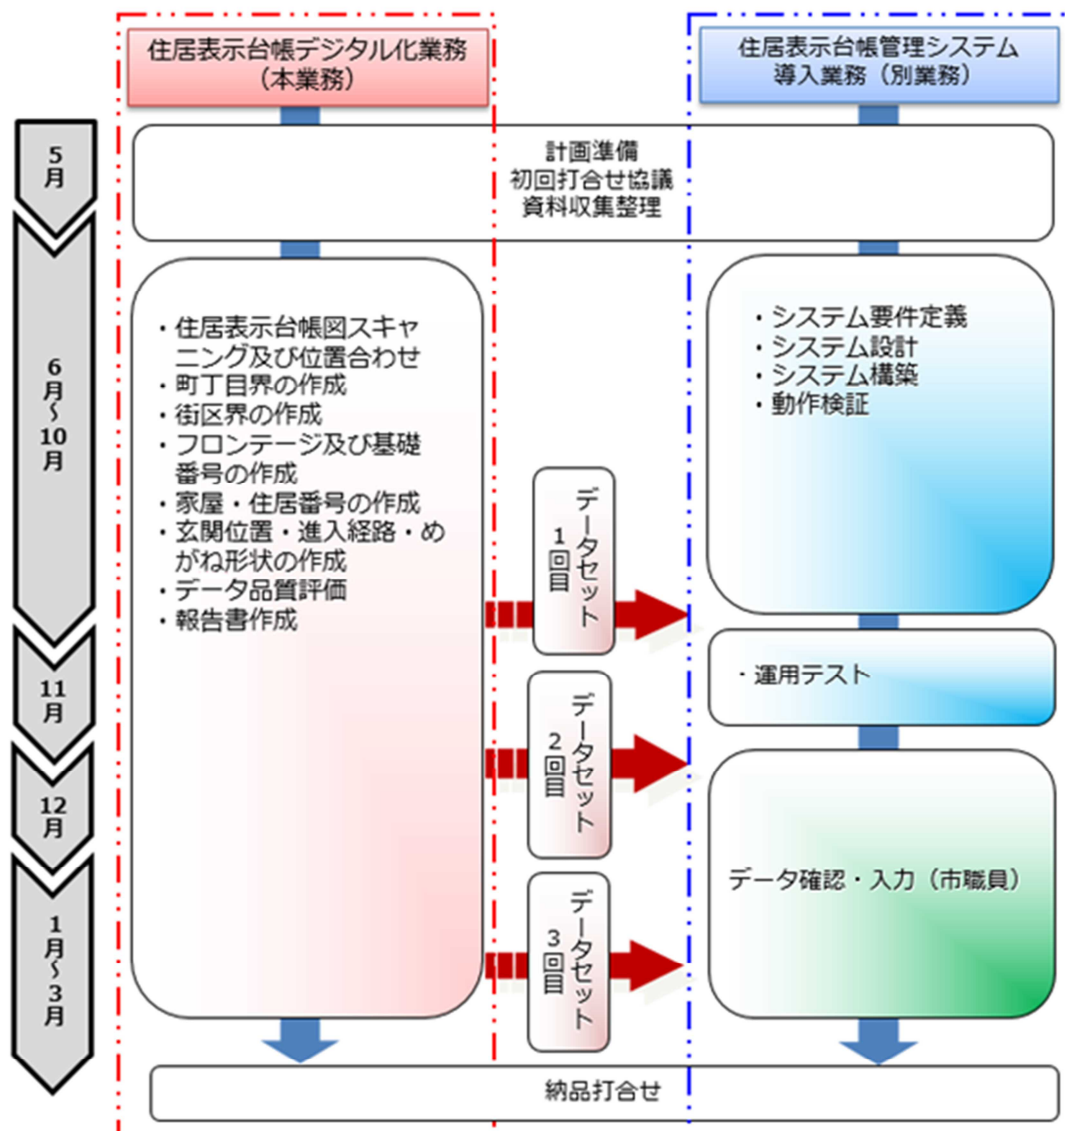 住居表示台帳デジタル化業務
（本業務）
住居表示台帳管理システム
導入業務（別業務）
5
月
計画準備
初回打合せ協議
資料収集整理
6
月
～
10
月
・住居表示台帳図スキャ
ニング及び位置合わせ
・町丁目界の作成
・街区界の作成
・フロンテージ及び基礎
番号の作成
・家屋・住居番号の作成
・玄関位置・進入経路・め
がね形状の作成
・データ品質評価
・報告書作成
・システム要件定義
・システム設計
・システム構築
・動作検証
データセット
1回目
11
月
・運用テスト
データセット
2回目
12
月
データ確認・入力（市職員）
データセット
3回目
1
月
～
3
月
納品打合せ